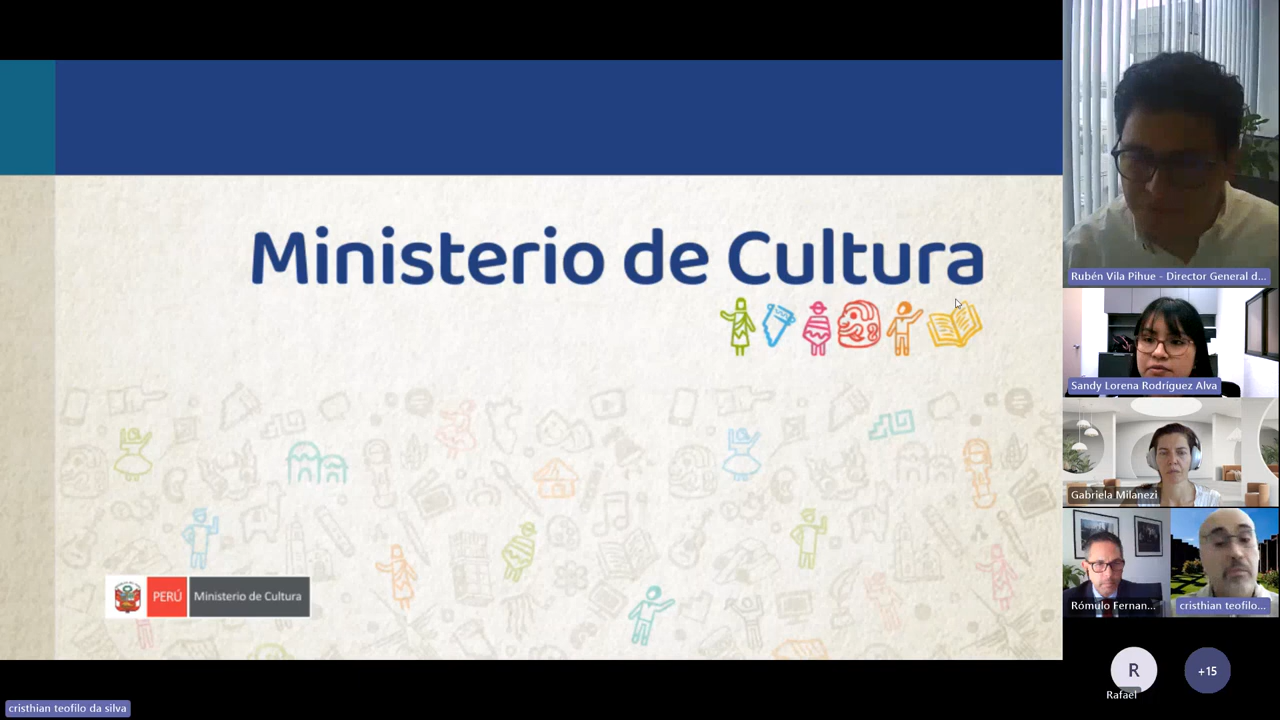 Ministerio de Cultura
PERÚ
Ministerio de Cultura
cristhian teofilo da silva
Rubén Vila Pihue - Director General d...
Sandy Lorena Rodríguez Alva
Gabriela Milanezi
Rómulo Fernan...
cristhian teofilo...
R
Rafael
+15